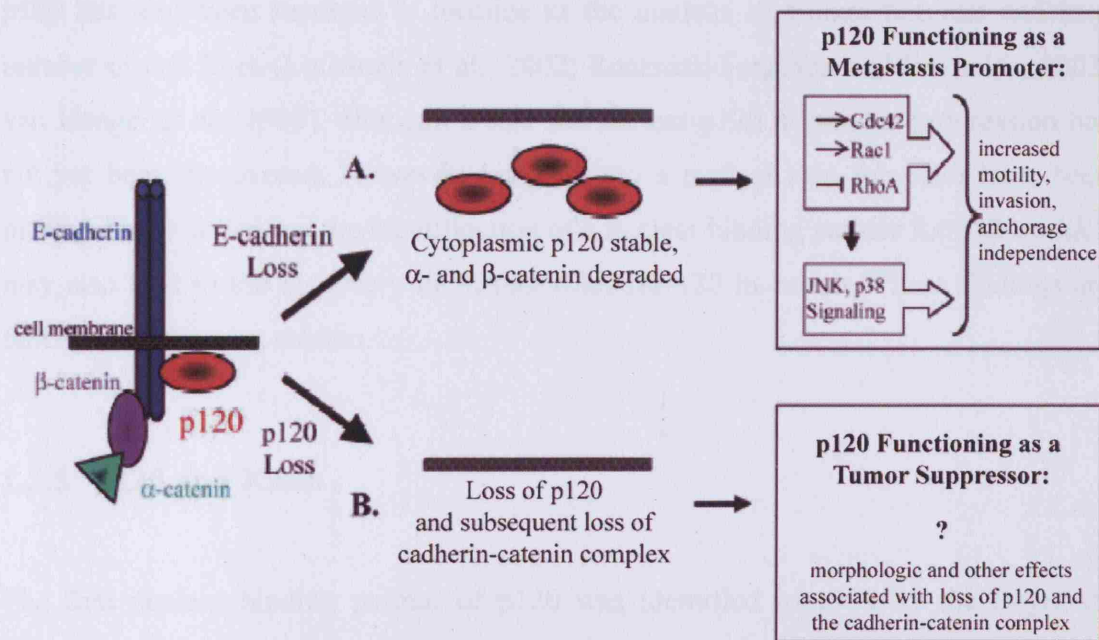 p120 Functioning as a
Metastasis Promoter:
Cdc42
Rac1
RhoA
increased
motility,
invasion,
anchorage
independence
JNK, p38
Signaling
A.
Cytoplasmic p120 stable,
α- and β-catenin degraded
E-cadherin
E-cadherin
Loss
cell membrane
β-catenin
p120
α-catenin
p120
Loss
B.
Loss of p120
and subsequent loss of
cadherin-catenin complex
p120 Functioning as a
Tumor Suppressor:
?
morphologic and other effects
associated with loss of p120 and
the cadherin-catenin complex